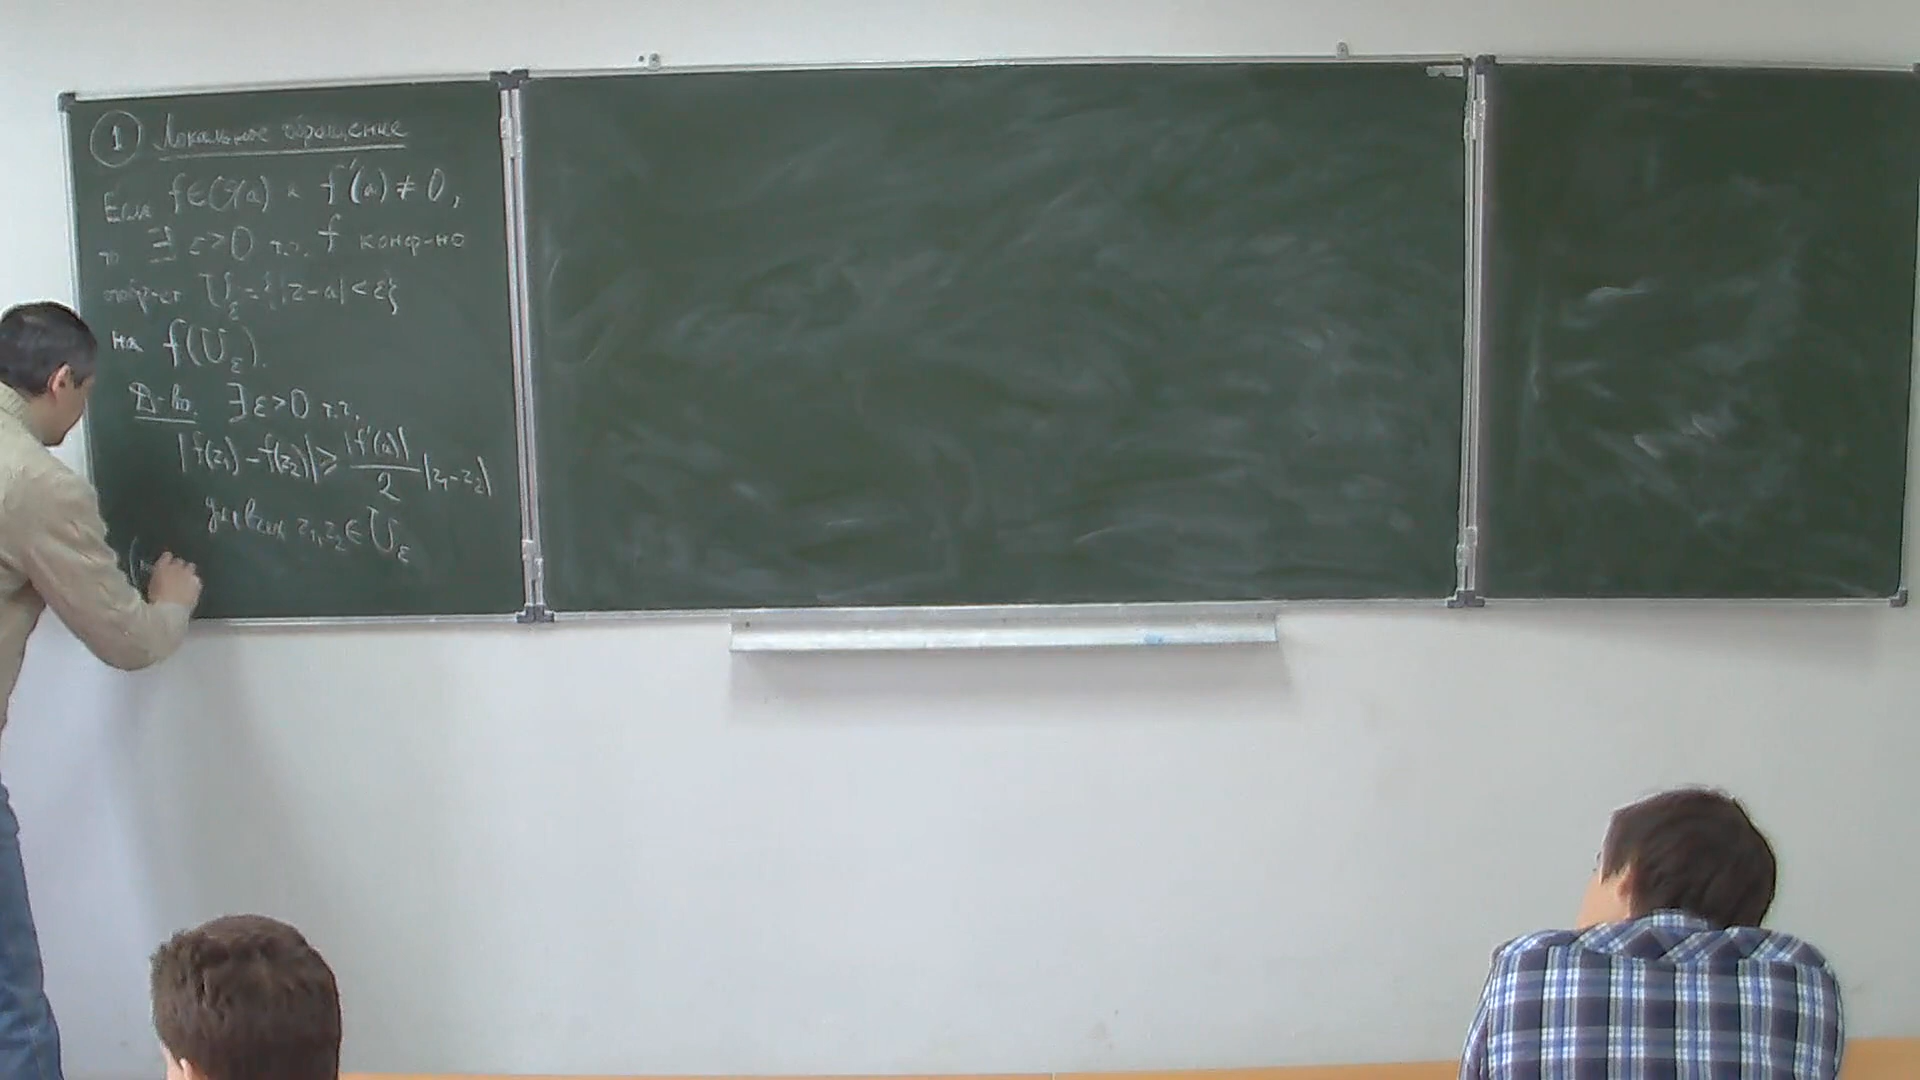 1 Локальное обращение
Если f∈O(a) и f'(a) ≠ 0,
то ∃ ε>0 т.ч. f конф-но
отобр-ет U_ε = {|z-a|<ε}
на f(U_ε).
Д-во. ∃ ε>0 т.ч.
|f(z₁) - f(z₂)| ≥ |f'(a)|/2 |z₁-z₂|
для всех z₁,z₂ ∈ U_ε